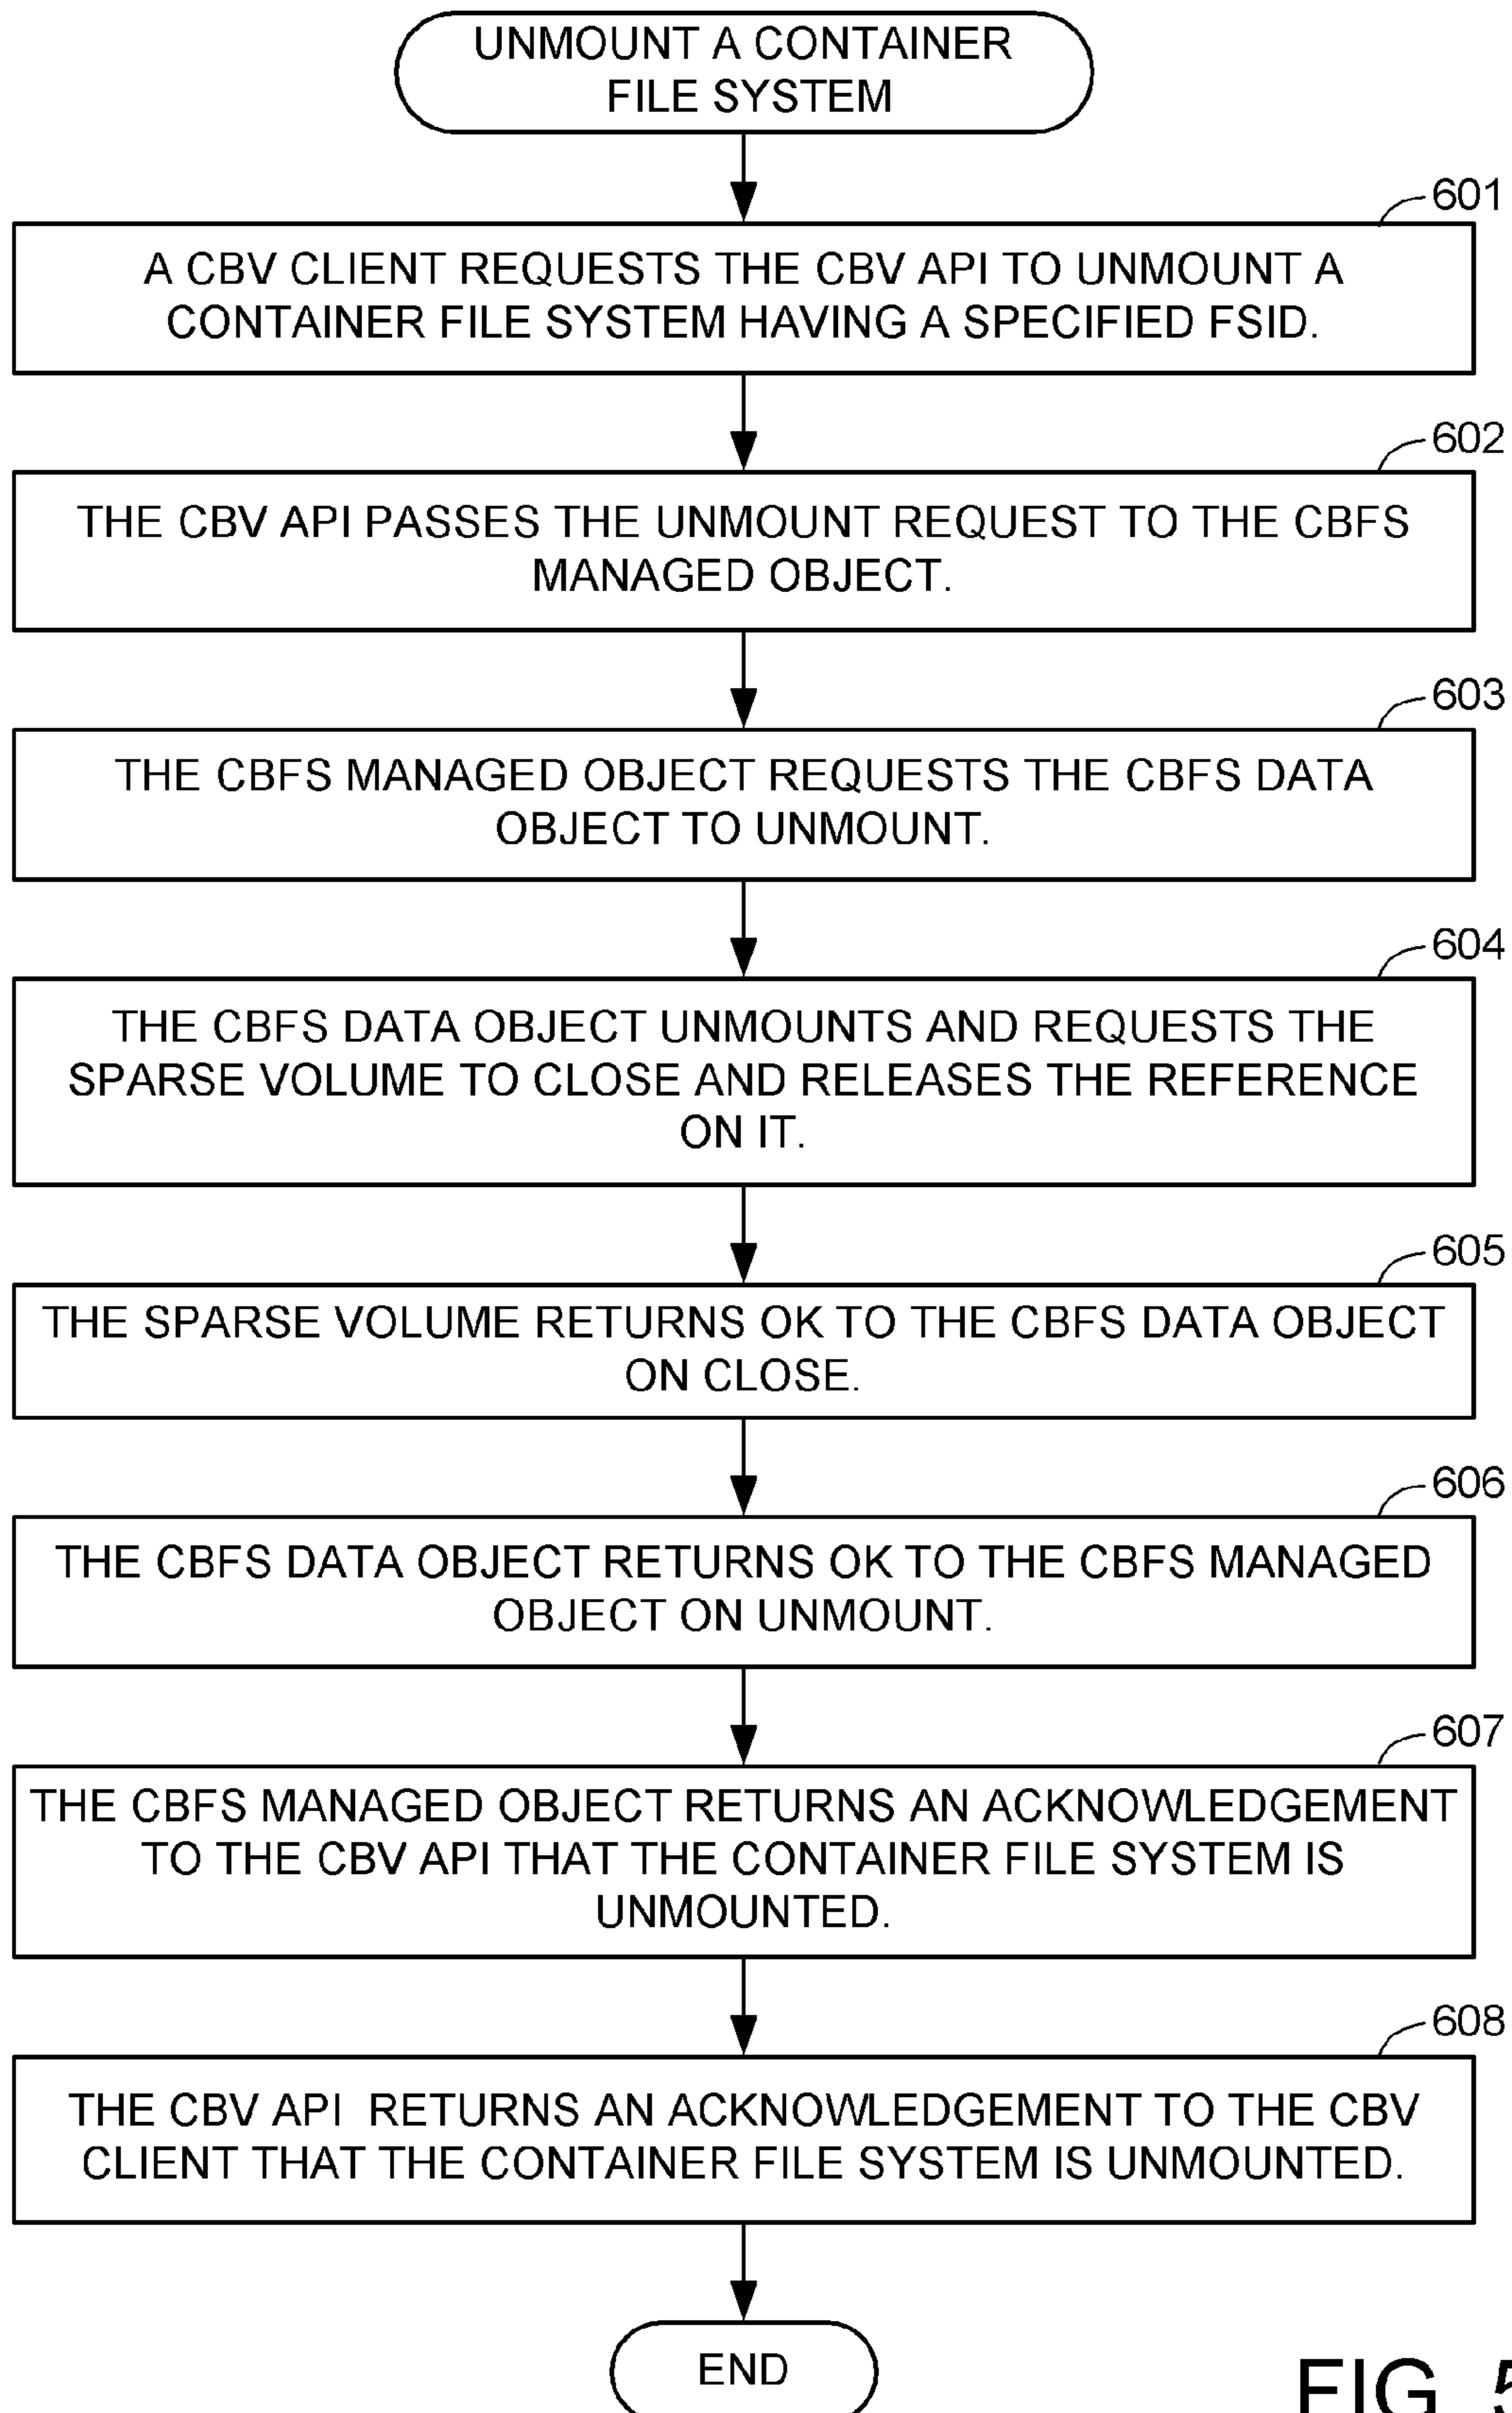 UNMOUNT A CONTAINER
FILE SYSTEM
601
A CBV CLIENT REQUESTS THE CBV API TO UNMOUNT A
CONTAINER FILE SYSTEM HAVING A SPECIFIED FSID.
602
THE CBV API PASSES THE UNMOUNT REQUEST TO THE CBFS
MANAGED OBJECT.
603
THE CBFS MANAGED OBJECT REQUESTS THE CBFS DATA
OBJECT TO UNMOUNT.
604
THE CBFS DATA OBJECT UNMOUNTS AND REQUESTS THE
SPARSE VOLUME TO CLOSE AND RELEASES THE REFERENCE
ON IT.
605
THE SPARSE VOLUME RETURNS OK TO THE CBFS DATA OBJECT
ON CLOSE.
606
THE CBFS DATA OBJECT RETURNS OK TO THE CBFS MANAGED
OBJECT ON UNMOUNT.
607
THE CBFS MANAGED OBJECT RETURNS AN ACKNOWLEDGEMENT
TO THE CBV API THAT THE CONTAINER FILE SYSTEM IS
UNMOUNTED.
608
THE CBV API RETURNS AN ACKNOWLEDGEMENT TO THE CBV
CLIENT THAT THE CONTAINER FILE SYSTEM IS UNMOUNTED.
END
FIG. 5